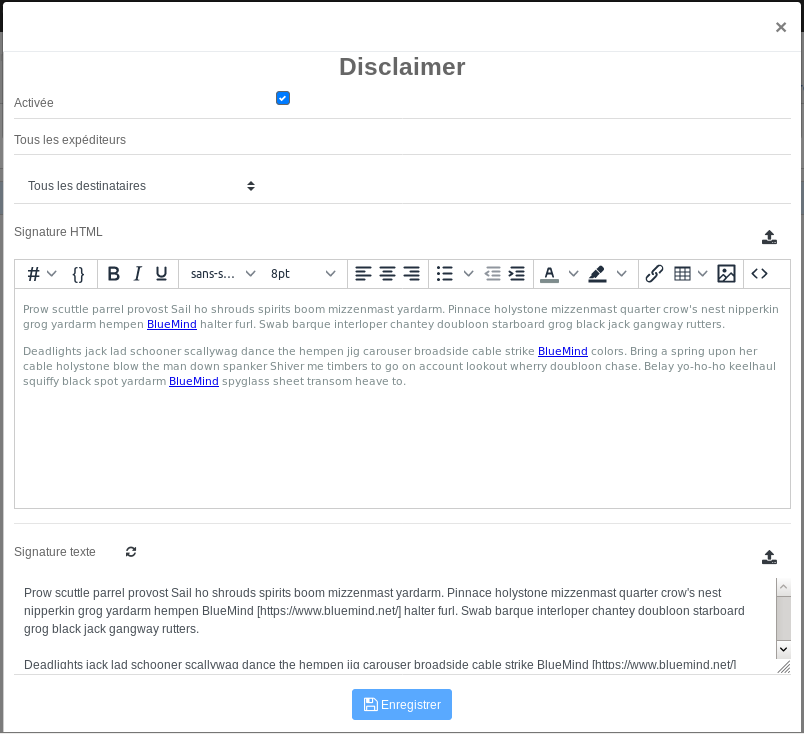 ×
Disclaimer
Activée
Tous les expéditeurs
Tous les destinataires
Signature HTML
# {} B I U sans-s... 8pt A <>
Prow scuttle parrel provost Sail ho shrouds spirits boom mizzenmast yardarm. Pinnace holystone mizzenmast quarter crow's nest nipperkin
grog yardarm hempen BlueMind halter furl. Swab barque interloper chantey doubloon starboard grog black jack gangway rutters.
Deadlights jack lad schooner scallywag dance the hempen jig carouser broadside cable strike BlueMind colors. Bring a spring upon her
cable holystone blow the man down spanker Shiver me timbers to go on account lookout wherry doubloon chase. Belay yo-ho-ho keelhaul
squiffy black spot yardarm BlueMind spyglass sheet transom heave to.
Signature texte
Prow scuttle parrel provost Sail ho shrouds spirits boom mizzenmast yardarm. Pinnace holystone mizzenmast quarter crow's nest
nipperkin grog yardarm hempen BlueMind [https://www.bluemind.net/] halter furl. Swab barque interloper chantey doubloon starboard
grog black jack gangway rutters.
Deadlights jack lad schooner scallywag dance the hempen jig carouser broadside cable strike BlueMind [https://www.bluemind.net/]
Enregistrer